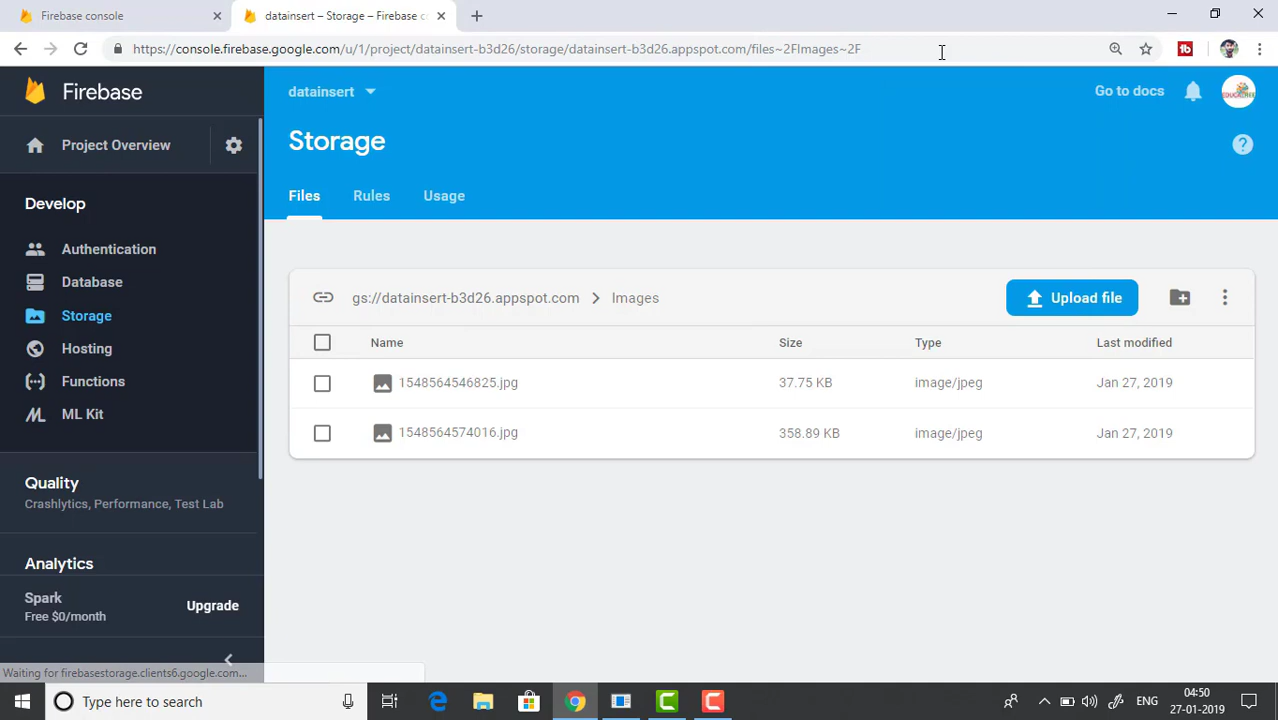 Firebase console
datainsert – Storage – Firebase c
https://console.firebase.google.com/u/1/project/datainsert-b3d26/storage/datainsert-b3d26.appspot.com/files~2FImages~2F
Firebase
datainsert
Go to docs
Project Overview
Storage
Files Rules Usage
Develop
Authentication
Database
Storage
Hosting
Functions
ML Kit
gs://datainsert-b3d26.appspot.com > Images
Upload file
Name Size Type Last modified
1548564546825.jpg 37.75 KB image/jpeg Jan 27, 2019
1548564574016.jpg 358.89 KB image/jpeg Jan 27, 2019
Quality
Crashlytics, Performance, Test Lab
Analytics
Spark
Free $0/month
Upgrade
Waiting for firebasestorage.clients6.google.com...
Type here to search
ENG
04:50
27-01-2019